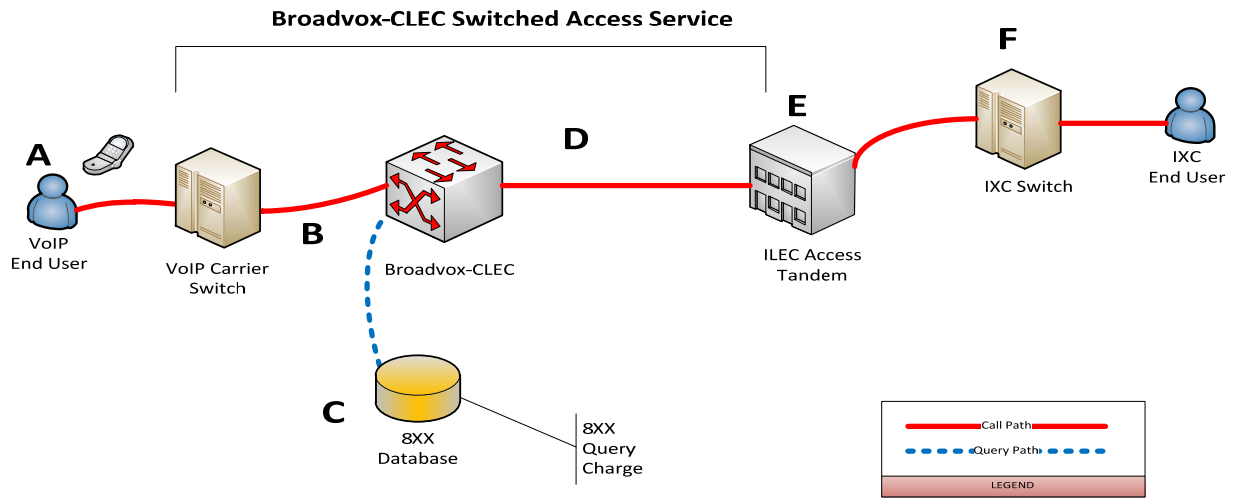 Broadvox-CLEC Switched Access Service
F
E
D
A
IXC
End User
IXC Switch
B
VoIP
End User
VoIP Carrier
Switch
Broadvox-CLEC
ILEC Access
Tandem
C
8XX
Database
8XX
Query
Charge
Call Path
Query Path
LEGEND